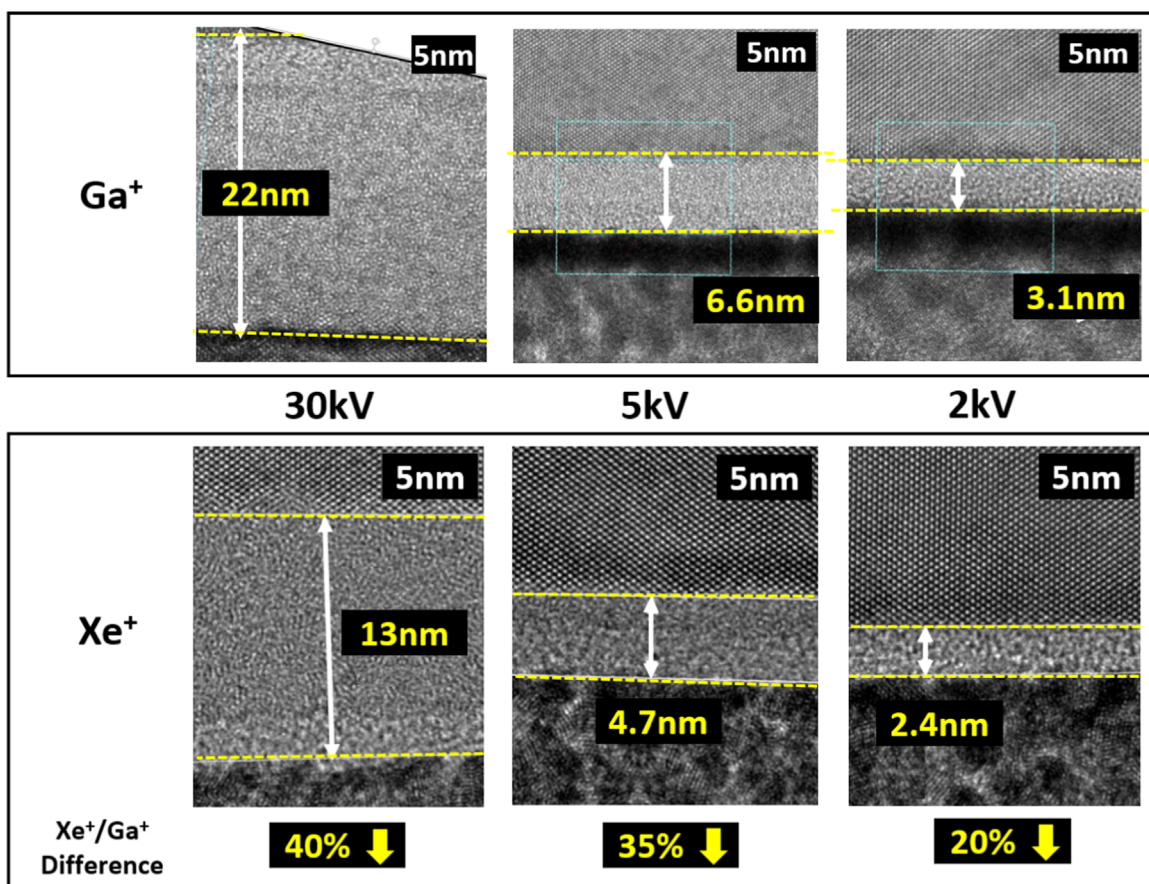 5nm
5nm
5nm
Ga⁺
22nm
6.6nm
3.1nm
30kV
5kV
2kV
5nm
5nm
5nm
Xe⁺
13nm
4.7nm
2.4nm
Xe⁺/Ga⁺
Difference
40%
35%
20%